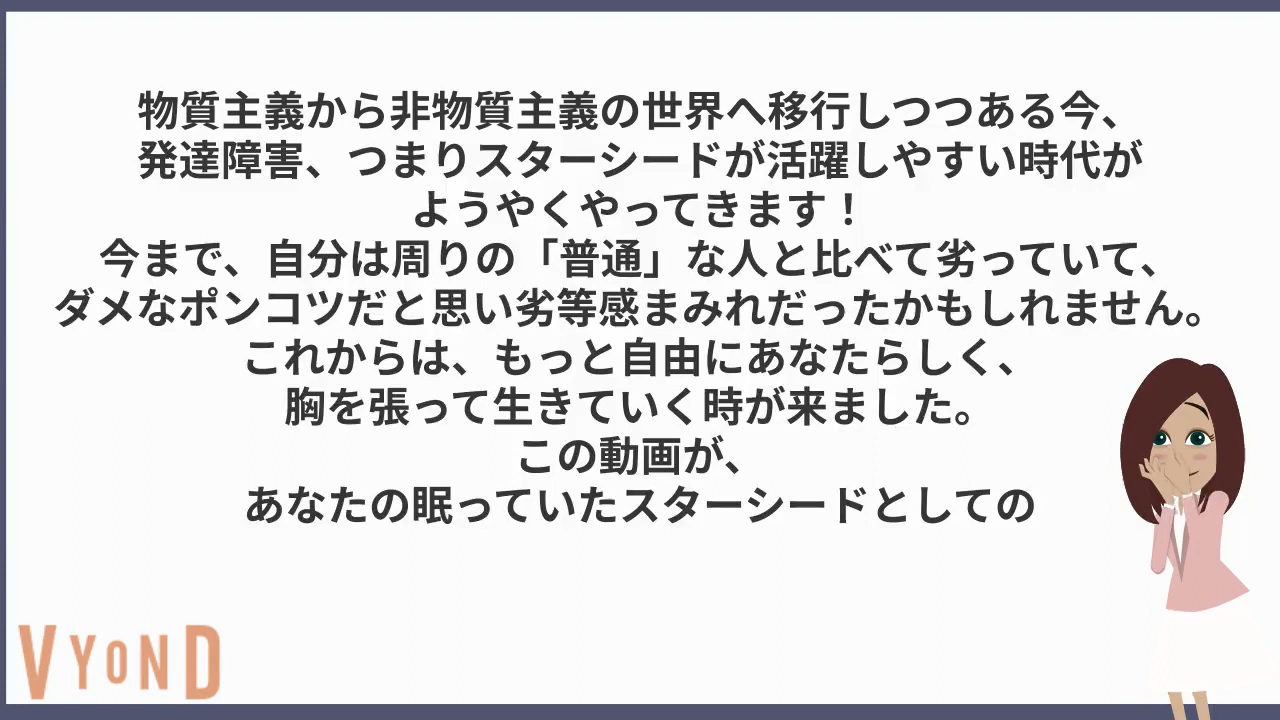 物質主義から非物質主義の世界へ移行しつつある今、
発達障害、つまりスターシードが活躍しやすい時代が
ようやくやってきます！
今まで、自分は周りの「普通」な人と比べて劣っていて、
ダメなポンコツだと思い劣等感まみれだったかもしれません。
これからは、もっと自由にあなたらしく、
胸を張って生きていく時が来ました。
この動画が、
あなたの眠っていたスターシードとしての
VYOND